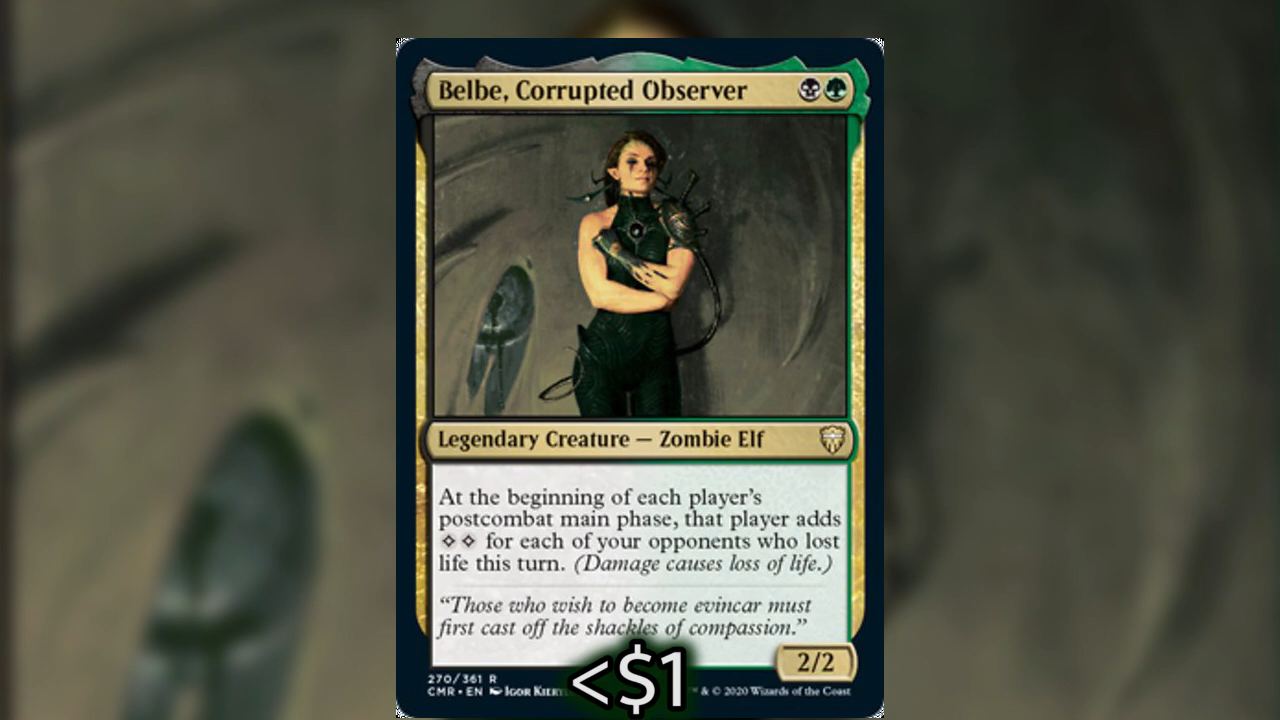 Belbe, Corrupted Observer
Legendary Creature — Zombie Elf
At the beginning of each player's
postcombat main phase, that player adds
for each of your opponents who lost
life this turn. (Damage causes loss of life.)
"Those who wish to become evincar must
first cast off the shackles of compassion."
2/2
270/361 R
CMR • EN Igor
& © 2020 Wizards of the Coast
<$1